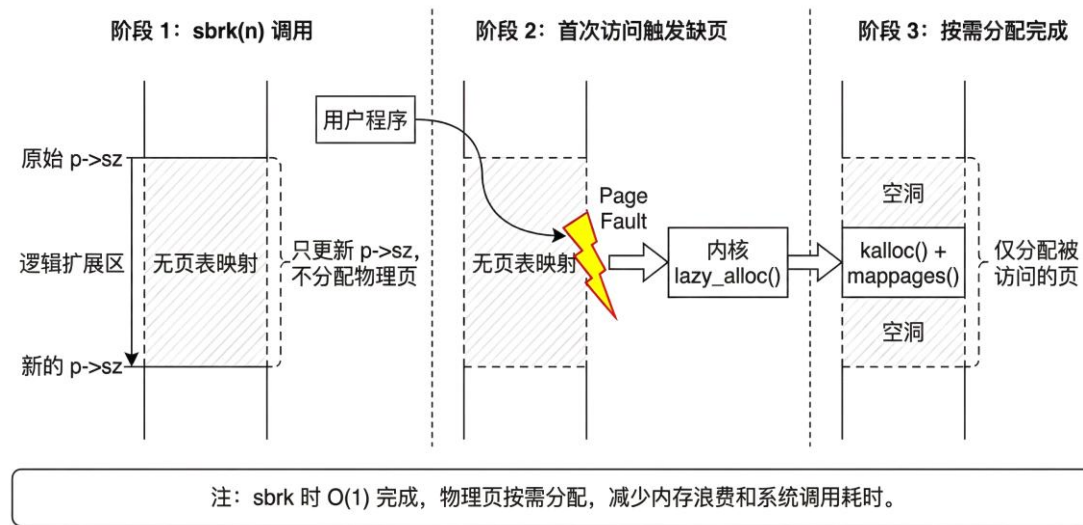 阶段 1：sbrk(n) 调用
原始 p->sz
逻辑扩展区
新的 p->sz
无页表映射
只更新 p->sz，
不分配物理页
阶段 2：首次访问触发缺页
用户程序
无页表映射
Page
Fault
内核
lazy_alloc()
阶段 3：按需分配完成
空洞
kalloc() +
mappages()
空洞
仅分配被
访问的页
注：sbrk 时 O(1) 完成，物理页按需分配，减少内存浪费和系统调用耗时。